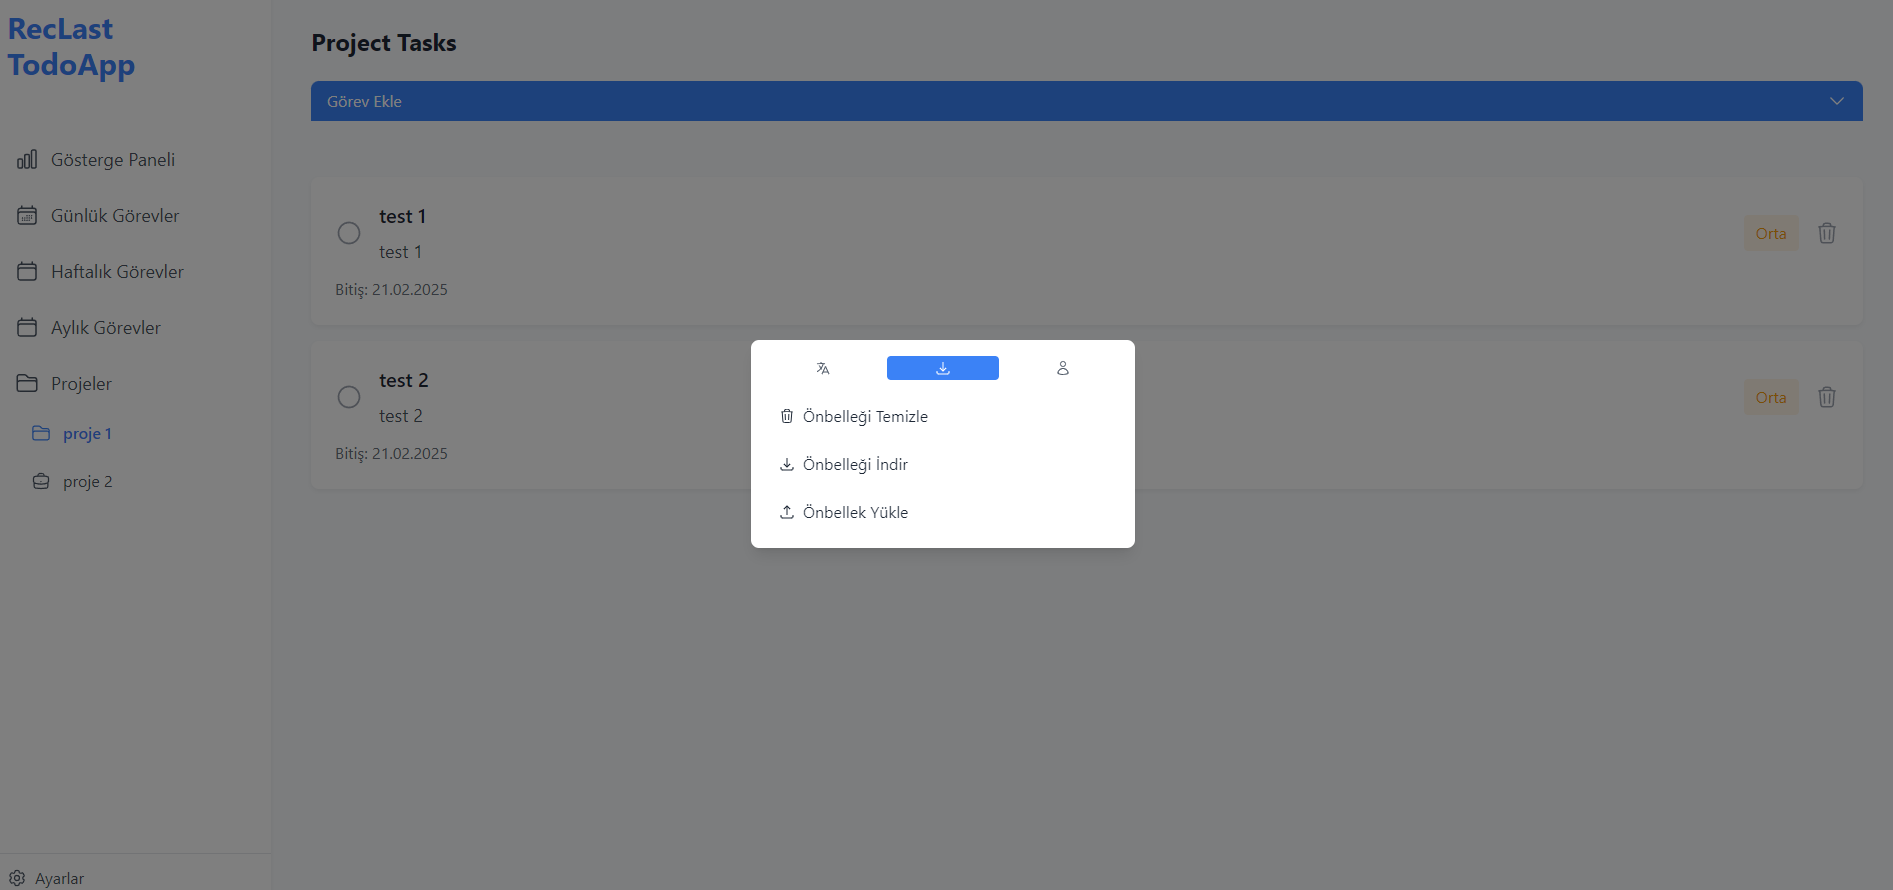 RecLast
TodoApp
Gösterge Paneli
Günlük Görevler
Haftalık Görevler
Aylık Görevler
Projeler
proje 1
proje 2
Ayarlar
Project Tasks
Görev Ekle
test 1
test 1
Orta
Bitiş: 21.02.2025
test 2
test 2
Orta
Bitiş: 21.02.2025
Önbelleği Temizle
Önbelleği İndir
Önbellek Yükle